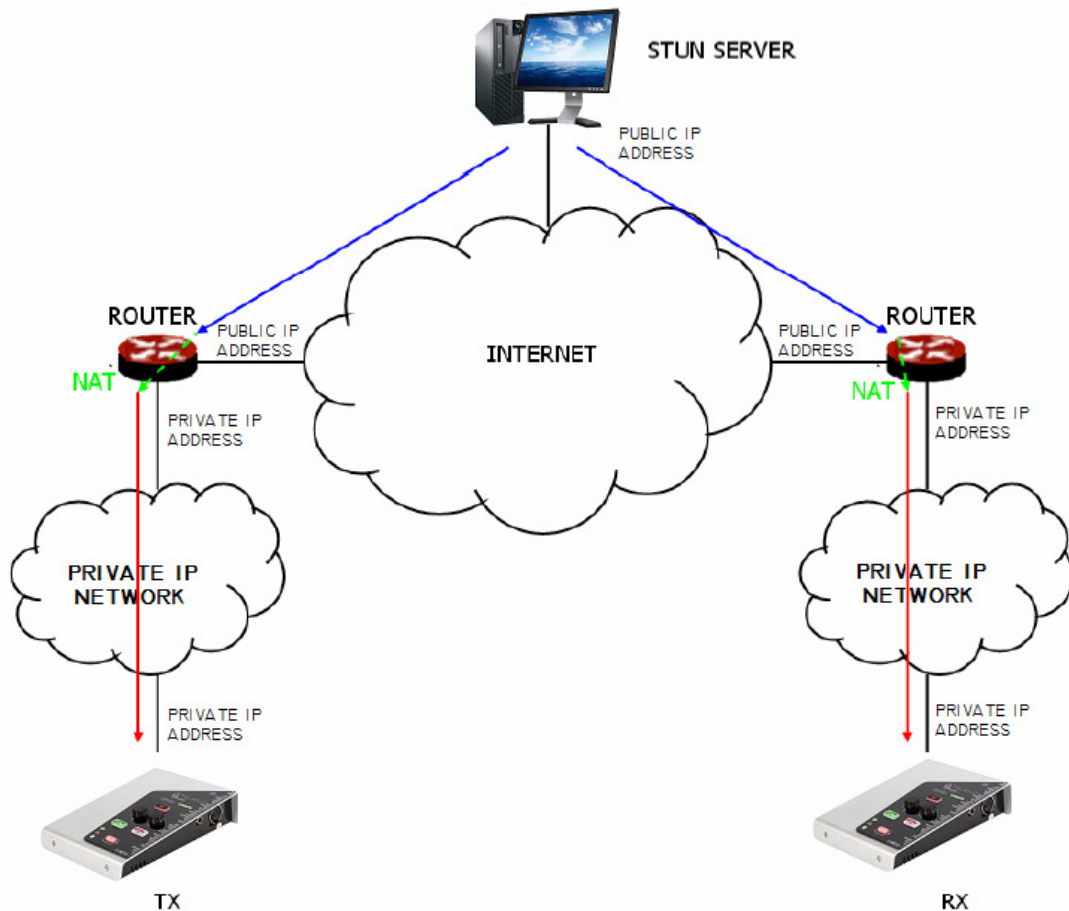 STUN SERVER
PUBLIC IP
ADDRESS
ROUTER
ROUTER
PUBLIC IP
ADDRESS
PUBLIC IP
ADDRESS
INTERNET
NAT
NAT
PRIVATE IP
ADDRESS
PRIVATE IP
ADDRESS
PRIVATE IP
NETWORK
PRIVATE IP
NETWORK
PRIVATE IP
ADDRESS
PRIVATE IP
ADDRESS
TX
RX